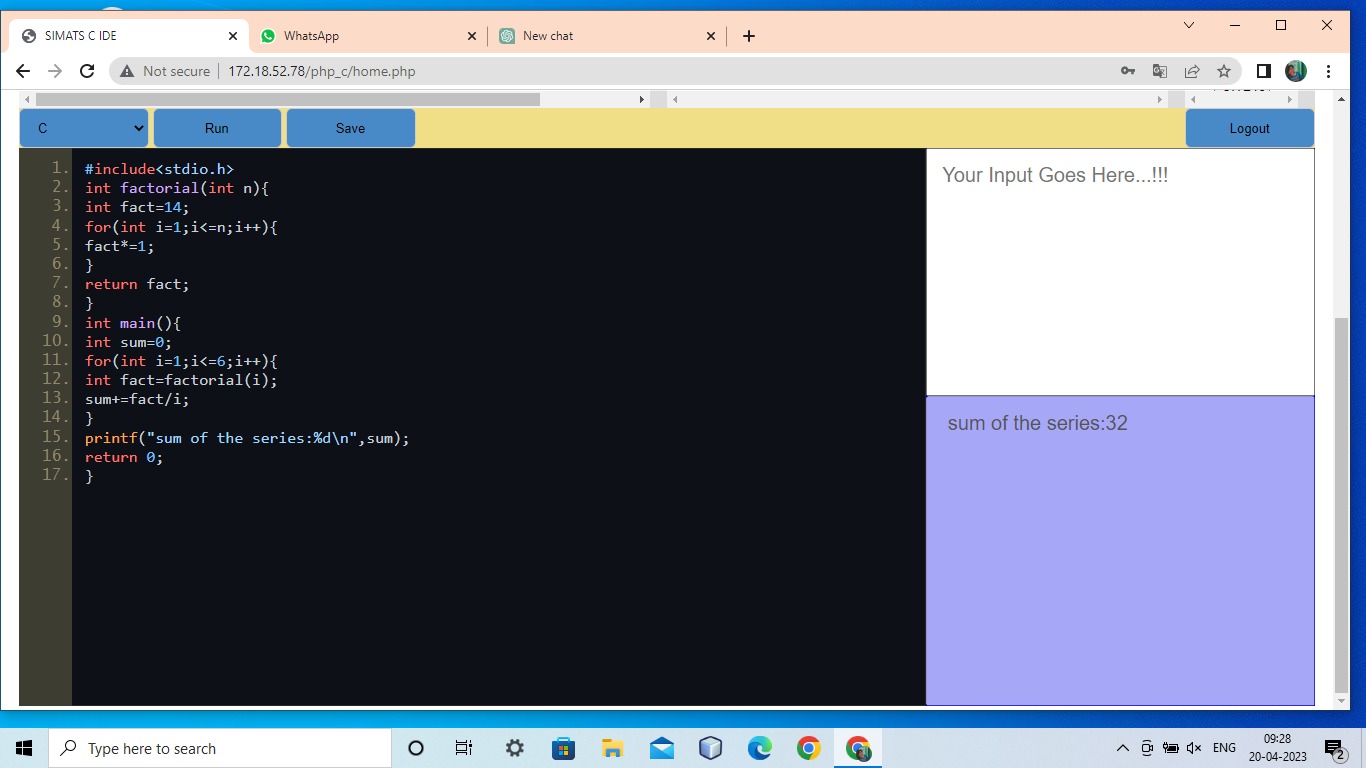 SIMATS C IDE
WhatsApp
New chat
Not secure
172.18.52.78/php_c/home.php
C
Run
Save
Logout
1. #include<stdio.h>
2. int factorial(int n){
3. int fact=14;
4. for(int i=1;i<=n;i++){
5. fact*=1;
6. }
7. return fact;
8. }
9. int main(){
10. int sum=0;
11. for(int i=1;i<=6;i++){
12. int fact=factorial(i);
13. sum+=fact/i;
14. }
15. printf("sum of the series:%d\n",sum);
16. return 0;
17. }
Your Input Goes Here...!!!
sum of the series:32
Type here to search
ENG
09:28
20-04-2023
2